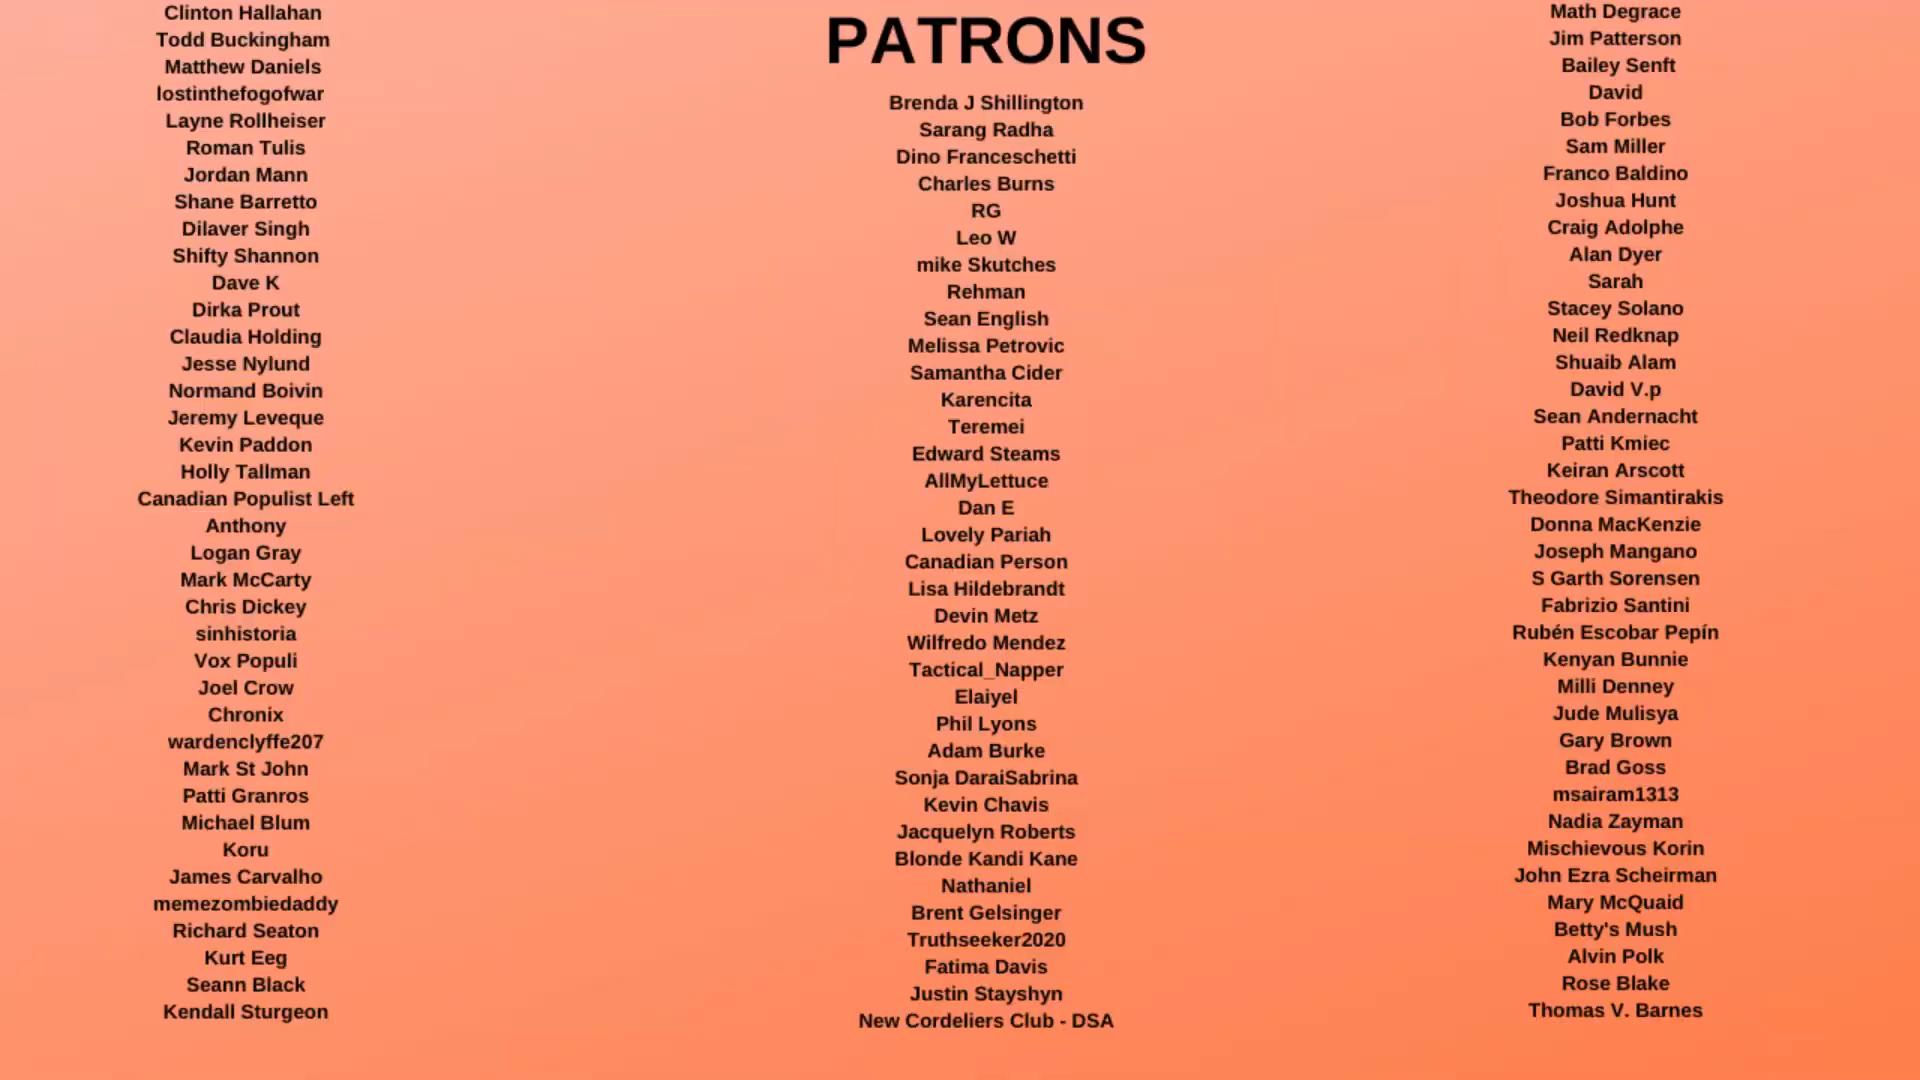 Clinton Hallahan
Todd Buckingham
Matthew Daniels
lostinthefogofwar
Layne Rollheiser
Roman Tulis
Jordan Mann
Shane Barretto
Dilaver Singh
Shifty Shannon
Dave K
Dirka Prout
Claudia Holding
Jesse Nylund
Normand Boivin
Jeremy Leveque
Kevin Paddon
Holly Tallman
Canadian Populist Left
Anthony
Logan Gray
Mark McCarty
Chris Dickey
sinhistoria
Vox Populi
Joel Crow
Chronix
wardenclyffe207
Mark St John
Patti Granros
Michael Blum
Koru
James Carvalho
memezombiedaddy
Richard Seaton
Kurt Eeg
Seann Black
Kendall Sturgeon
PATRONS
Brenda J Shillington
Sarang Radha
Dino Franceschetti
Charles Burns
RG
Leo W
mike Skutches
Rehman
Sean English
Melissa Petrovic
Samantha Cider
Karencita
Teremei
Edward Steams
AllMyLettuce
Dan E
Lovely Pariah
Canadian Person
Lisa Hildebrandt
Devin Metz
Wilfredo Mendez
Tactical_Napper
Elaiyel
Phil Lyons
Adam Burke
Sonja DaraiSabrina
Kevin Chavis
Jacquelyn Roberts
Blonde Kandi Kane
Nathaniel
Brent Gelsinger
Truthseeker2020
Fatima Davis
Justin Stayshyn
New Cordeliers Club - DSA
Math Degrace
Jim Patterson
Bailey Senft
David
Bob Forbes
Sam Miller
Franco Baldino
Joshua Hunt
Craig Adolphe
Alan Dyer
Sarah
Stacey Solano
Neil Redknap
Shuaib Alam
David V.p
Sean Andernacht
Patti Kmiec
Keiran Arscott
Theodore Simantirakis
Donna MacKenzie
Joseph Mangano
S Garth Sorensen
Fabrizio Santini
Rubén Escobar Pepín
Kenyan Bunnie
Milli Denney
Jude Mulisya
Gary Brown
Brad Goss
msairam1313
Nadia Zayman
Mischievous Korin
John Ezra Scheirman
Mary McQuaid
Betty's Mush
Alvin Polk
Rose Blake
Thomas V. Barnes